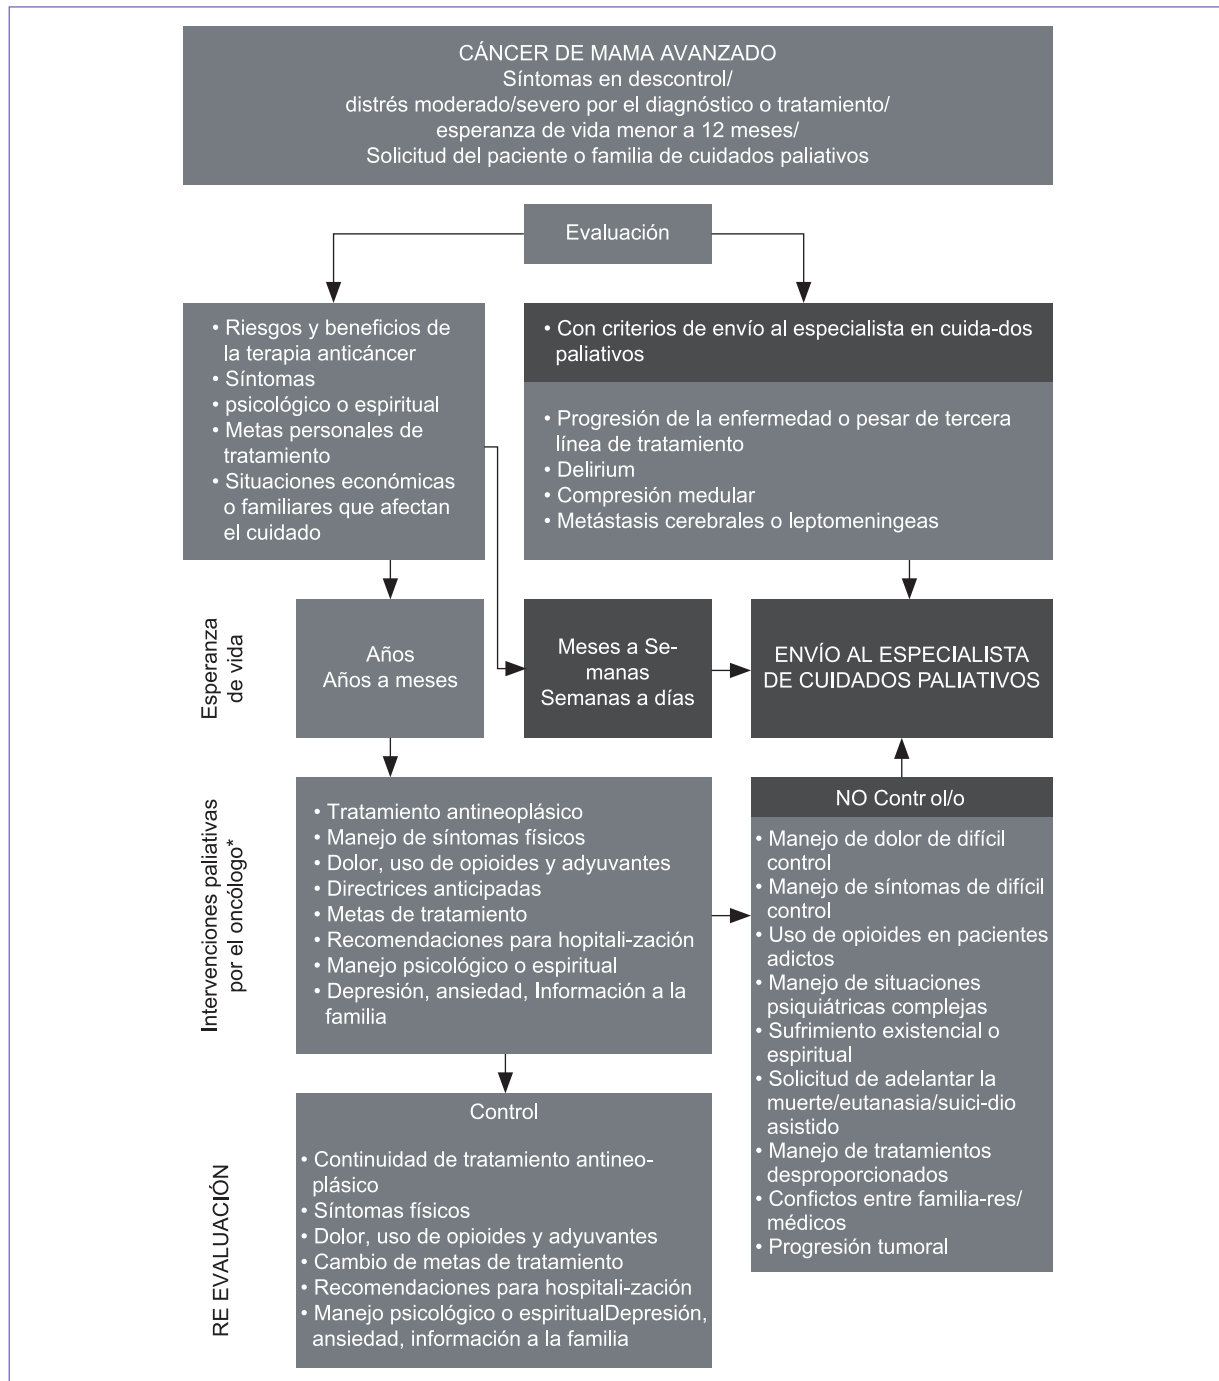 CÁNCER DE MAMA AVANZADO
Síntomas en descontrol/
distrés moderado/severo por el diagnóstico o tratamiento/
esperanza de vida menor a 12 meses/
Solicitud del paciente o familia de cuidados paliativos
Evaluación
• Riesgos y beneficios de
la terapia anticáncer
• Síntomas
• psicológico o espiritual
• Metas personales de
tratamiento
• Situaciones económicas
o familiares que afectan
el cuidado
• Con criterios de envío al especialista en cuida-dos
paliativos
• Progresión de la enfermedad o pesar de tercera
línea de tratamiento
• Delirium
• Compresión medular
• Metástasis cerebrales o leptomeningeas
Esperanza
de vida
Años
Años a meses
Meses a Se-
manas
Semanas a días
ENVÍO AL ESPECIALISTA
DE CUIDADOS PALIATIVOS
Intervenciones paliativas
por el oncólogo*
• Tratamiento antineoplásico
• Manejo de síntomas físicos
• Dolor, uso de opioides y adyuvantes
• Directrices anticipadas
• Metas de tratamiento
• Recomendaciones para hopitali-zación
• Manejo psicológico o espiritual
• Depresión, ansiedad, Información a la
familia
NO Contr ol/o
• Manejo de dolor de difícil
control
• Manejo de síntomas de difícil
control
• Uso de opioides en pacientes
adictos
• Manejo de situaciones
psiquiátricas complejas
• Sufrimiento existencial o
espiritual
• Solicitud de adelantar la
muerte/eutanasia/suici-dio
asistido
• Manejo de tratamientos
desproporcionados
• Confictos entre familia-res/
médicos
• Progresión tumoral
RE EVALUACIÓN
Control
• Continuidad de tratamiento antineo-
plásico
• Síntomas físicos
• Dolor, uso de opioides y adyuvantes
• Cambio de metas de tratamiento
• Recomendaciones para hospitali-zación
• Manejo psicológico o espiritualDepresión,
ansiedad, información a la familia